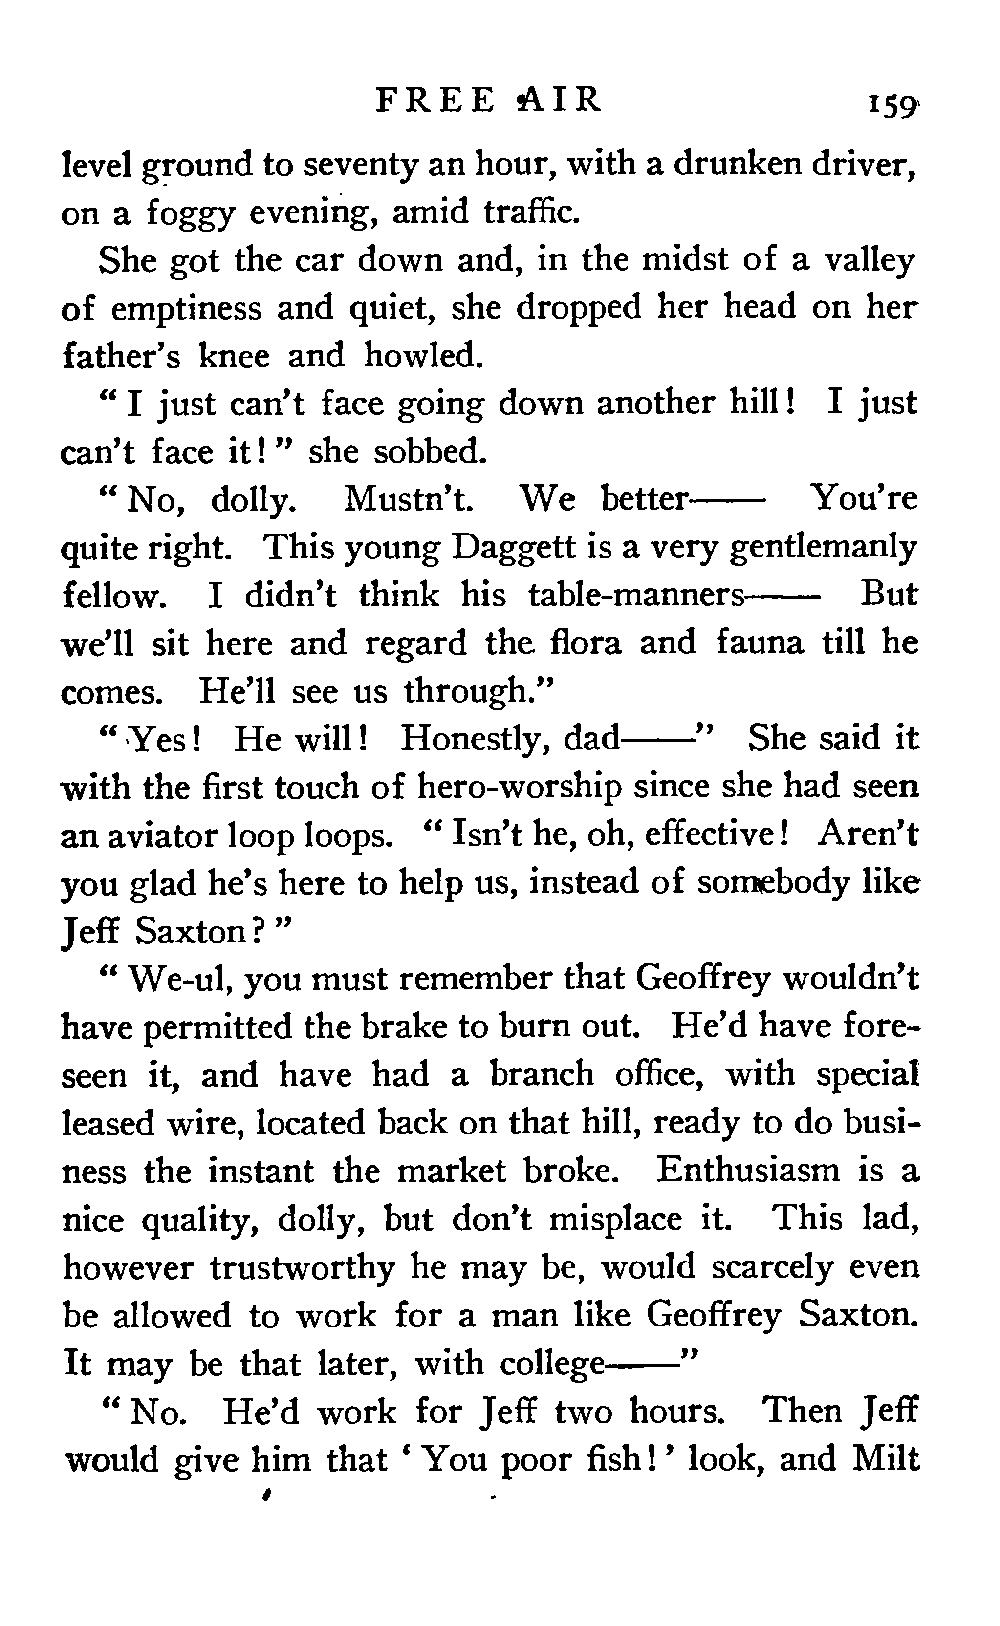 FREE AIR 159
level ground to seventy an hour, with a drunken driver,
on a foggy evening, amid traffic.
She got the car down and, in the midst of a valley
of emptiness and quiet, she dropped her head on her
father's knee and howled.
"I just can't face going down another hill! I just
can't face it!" she sobbed.
"No, dolly. Mustn't. We better—— You're
quite right. This young Daggett is a very gentlemanly
fellow. I didn't think his table-manners—— But
we'll sit here and regard the flora and fauna till he
comes. He'll see us through."
"Yes! He will! Honestly, dad——" She said it
with the first touch of hero-worship since she had seen
an aviator loop loops. "Isn't he, oh, effective! Aren't
you glad he's here to help us, instead of somebody like
Jeff Saxton?"
"We-ul, you must remember that Geoffrey wouldn't
have permitted the brake to burn out. He'd have fore-
seen it, and have had a branch office, with special
leased wire, located back on that hill, ready to do busi-
ness the instant the market broke. Enthusiasm is a
nice quality, dolly, but don't misplace it. This lad,
however trustworthy he may be, would scarcely even
be allowed to work for a man like Geoffrey Saxton.
It may be that later, with college——"
"No. He'd work for Jeff two hours. Then Jeff
would give him that 'You poor fish!' look, and Milt